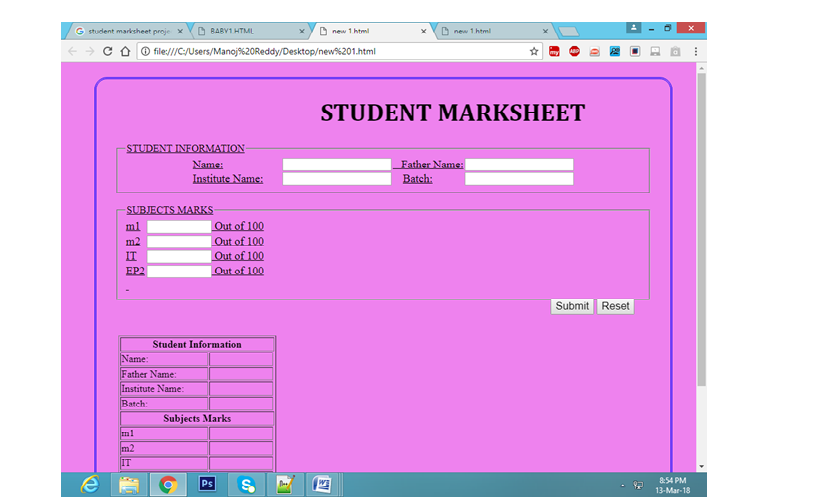 student marksheet proje
BABY1.HTML
new 1.html
new 1.html
file:///C:/Users/Manoj%20Reddy/Desktop/new%201.html
STUDENT MARKSHEET
STUDENT INFORMATION
Name: Father Name:
Institute Name: Batch:
SUBJECTS MARKS
m1 Out of 100
m2 Out of 100
IT Out of 100
EP2 Out of 100
Submit Reset
Student Information
Name:
Father Name:
Institute Name:
Batch:
Subjects Marks
m1
m2
IT
8:54 PM
13-Mar-18